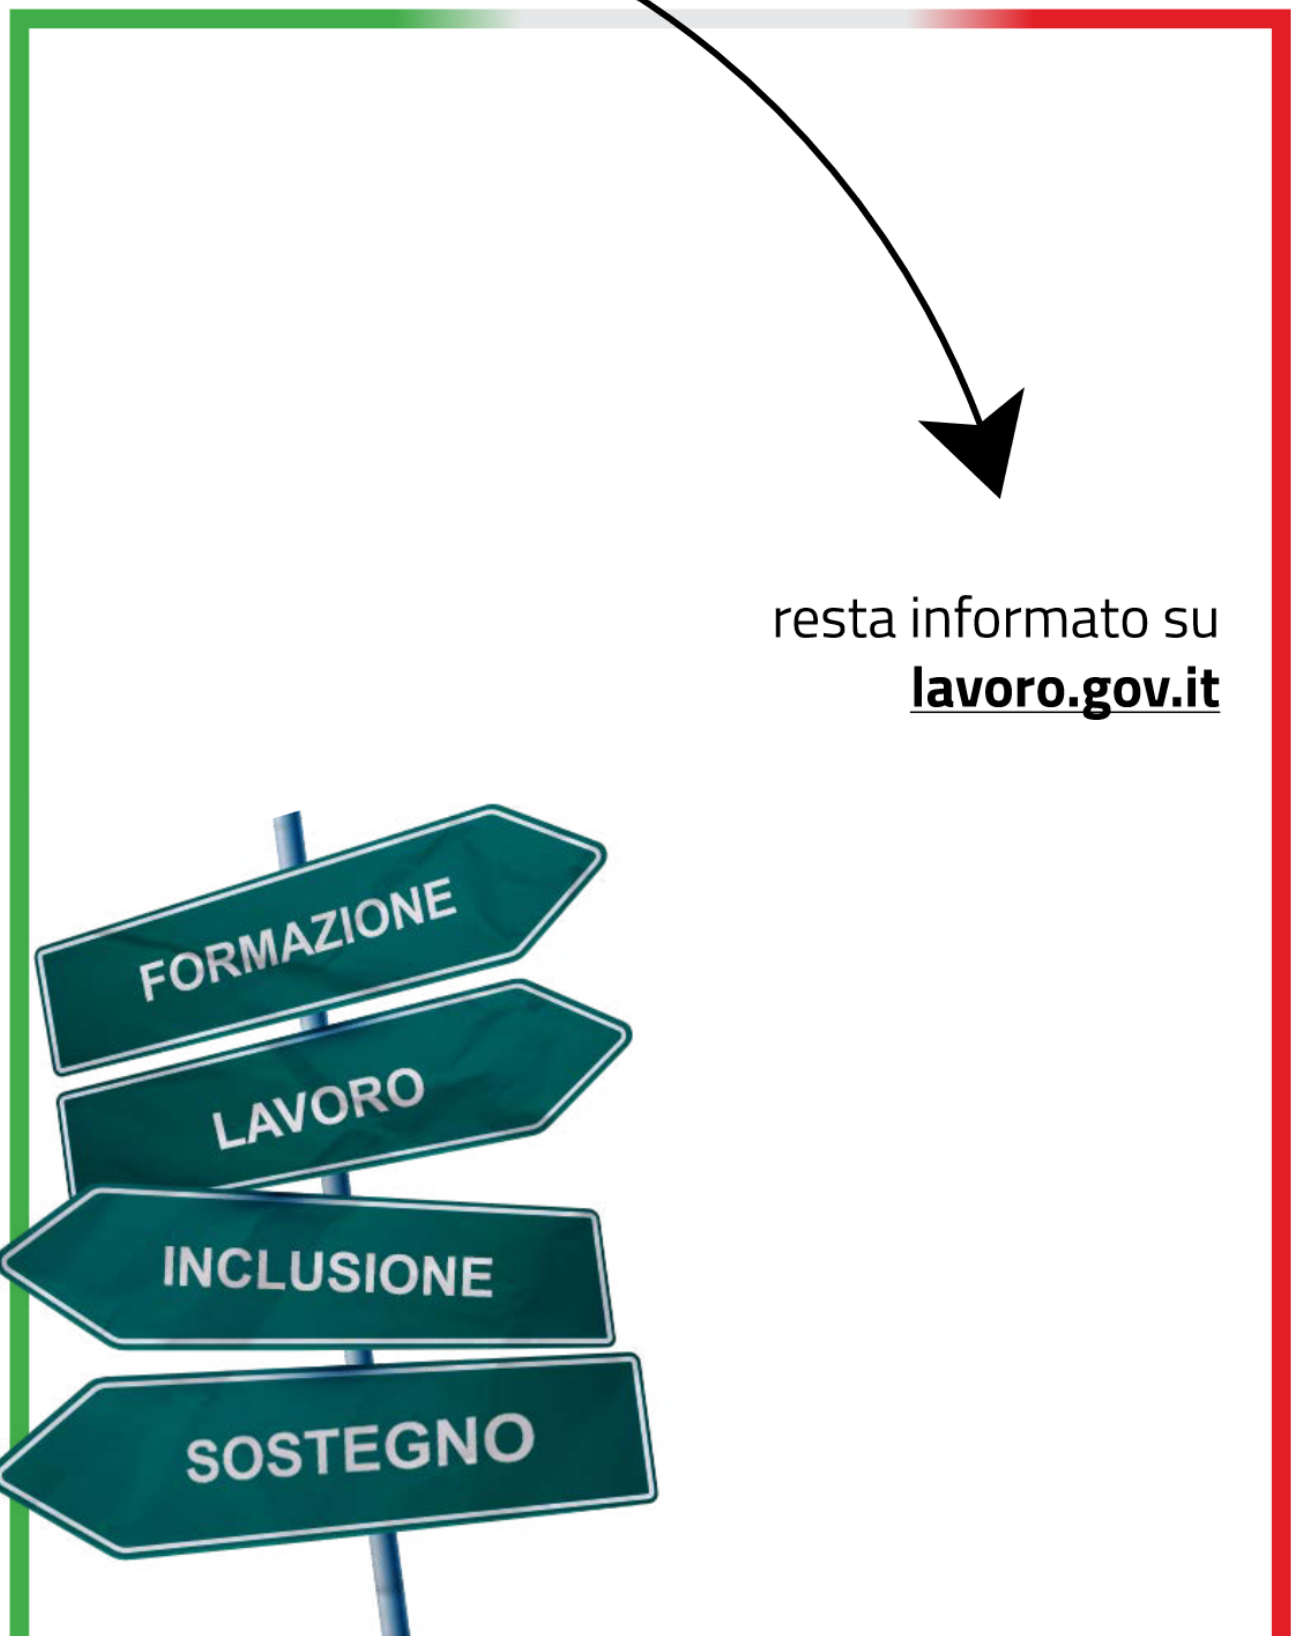 resta informato su
lavoro.gov.it
FORMAZIONE
LAVORO
INCLUSIONE
SOSTEGNO